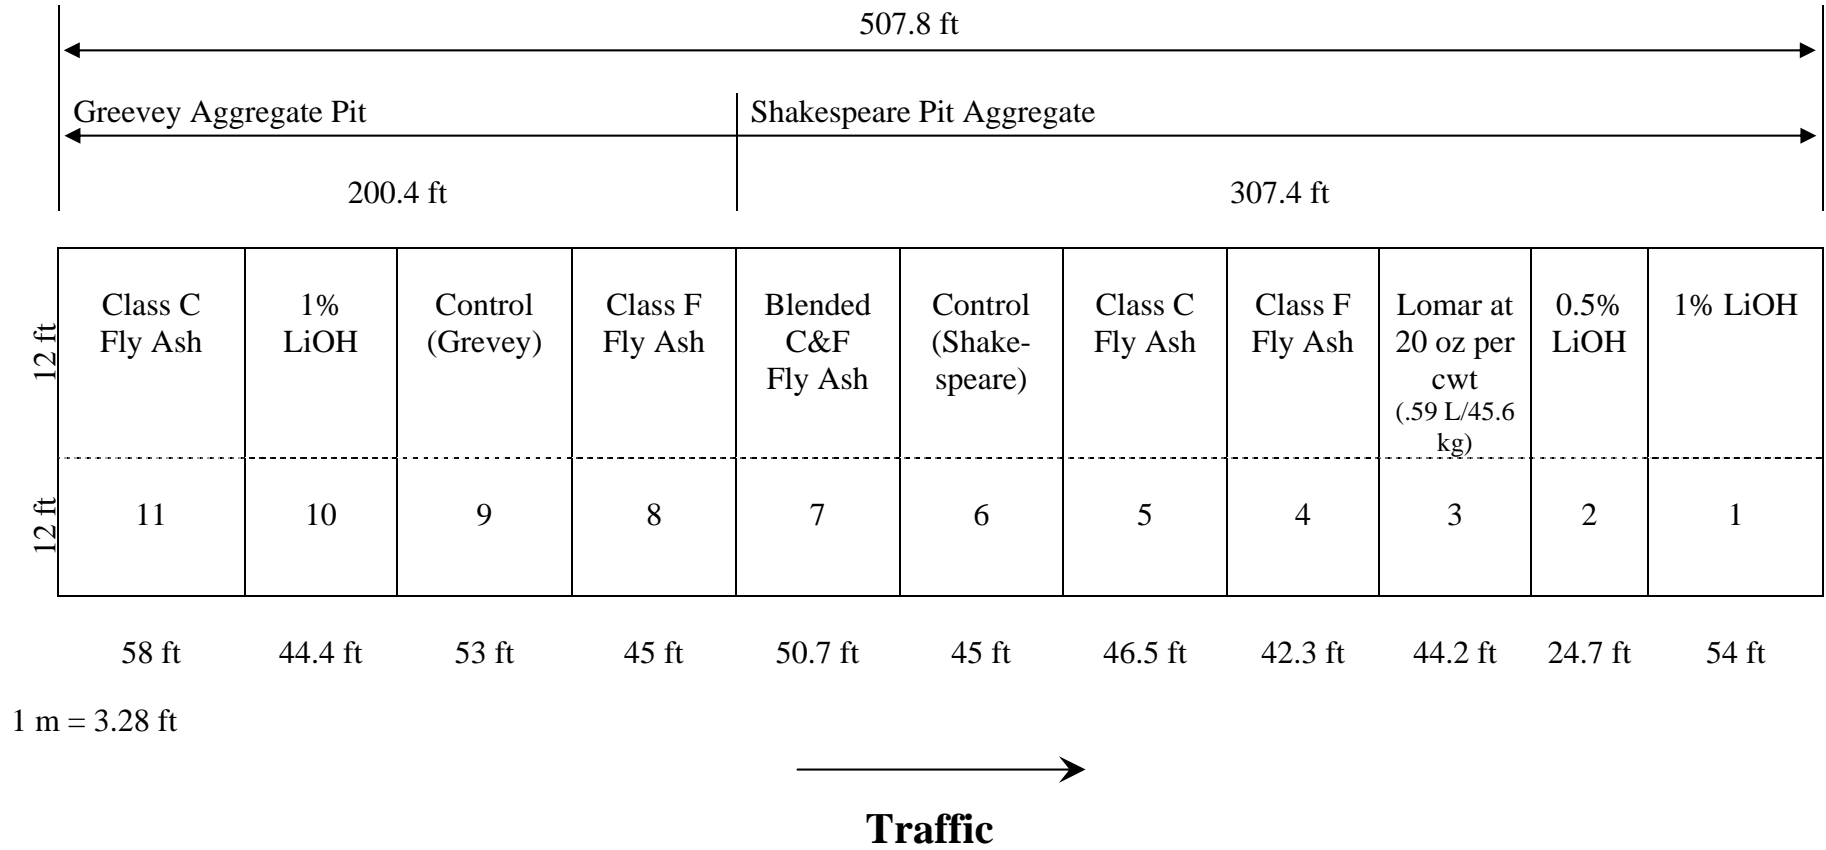 507.8 ft
Greevey Aggregate Pit
Shakespeare Pit Aggregate
200.4 ft
307.4 ft
12 ft
Class C
Fly Ash
1%
LiOH
Control
(Grevey)
Class F
Fly Ash
Blended
C&F
Fly Ash
Control
(Shake-
speare)
Class C
Fly Ash
Class F
Fly Ash
Lomar at
20 oz per
cwt
(.59 L/45.6
kg)
0.5%
LiOH
1% LiOH
12 ft
11
10
9
8
7
6
5
4
3
2
1
58 ft
44.4 ft
53 ft
45 ft
50.7 ft
45 ft
46.5 ft
42.3 ft
44.2 ft
24.7 ft
54 ft
1 m = 3.28 ft
Traffic